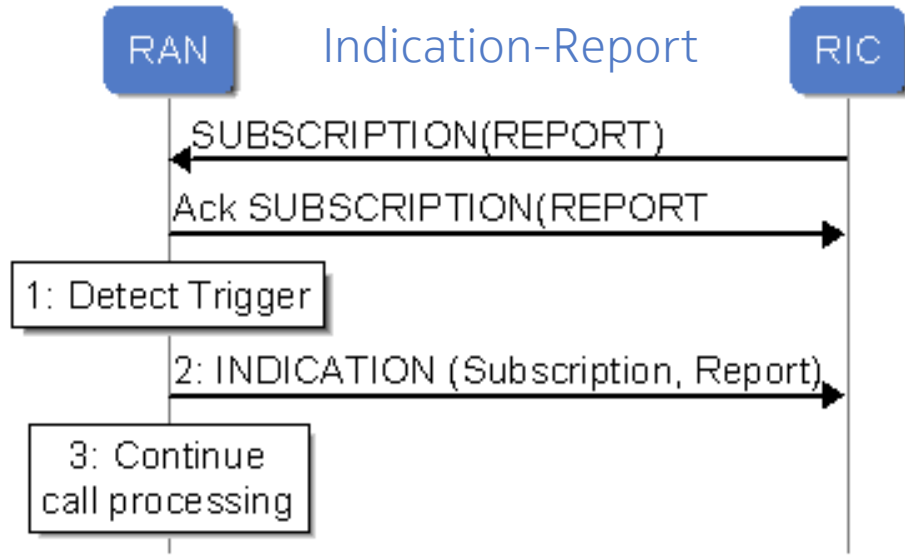 RAN
Indication-Report
RIC
SUBSCRIPTION(REPORT)
Ack SUBSCRIPTION(REPORT
1: Detect Trigger
2: INDICATION (Subscription, Report)
3: Continue
call processing